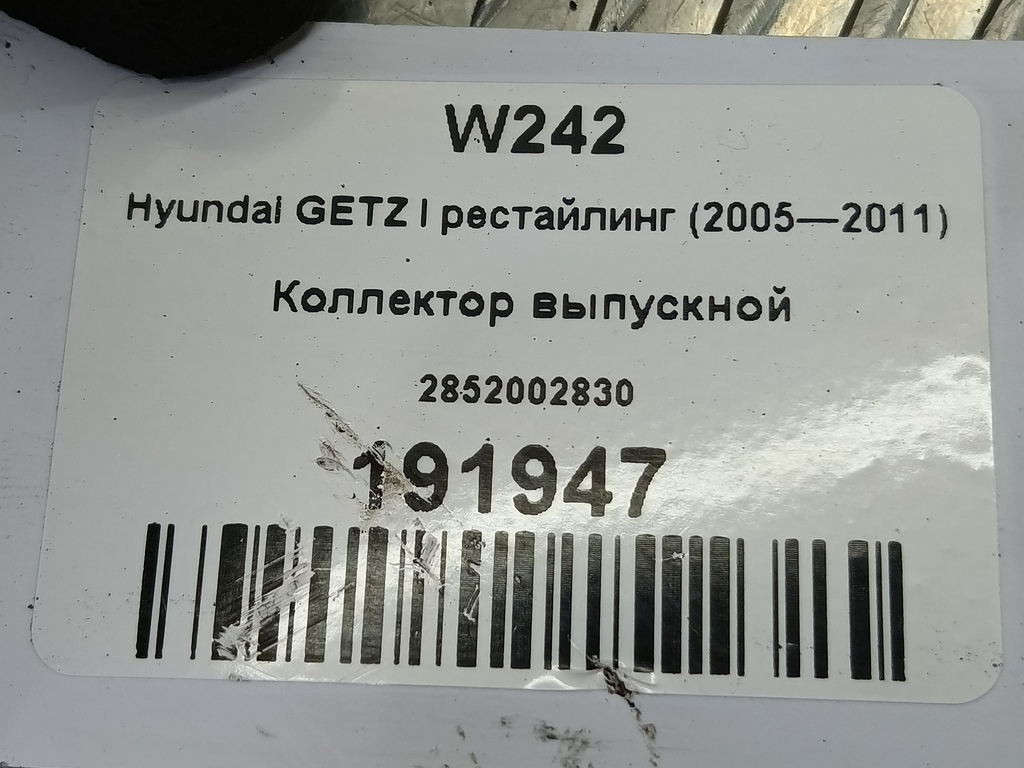 W242
Hyundai GETZ I рестайлинг (2005—2011)
Коллектор выпускной
2852002830
191947